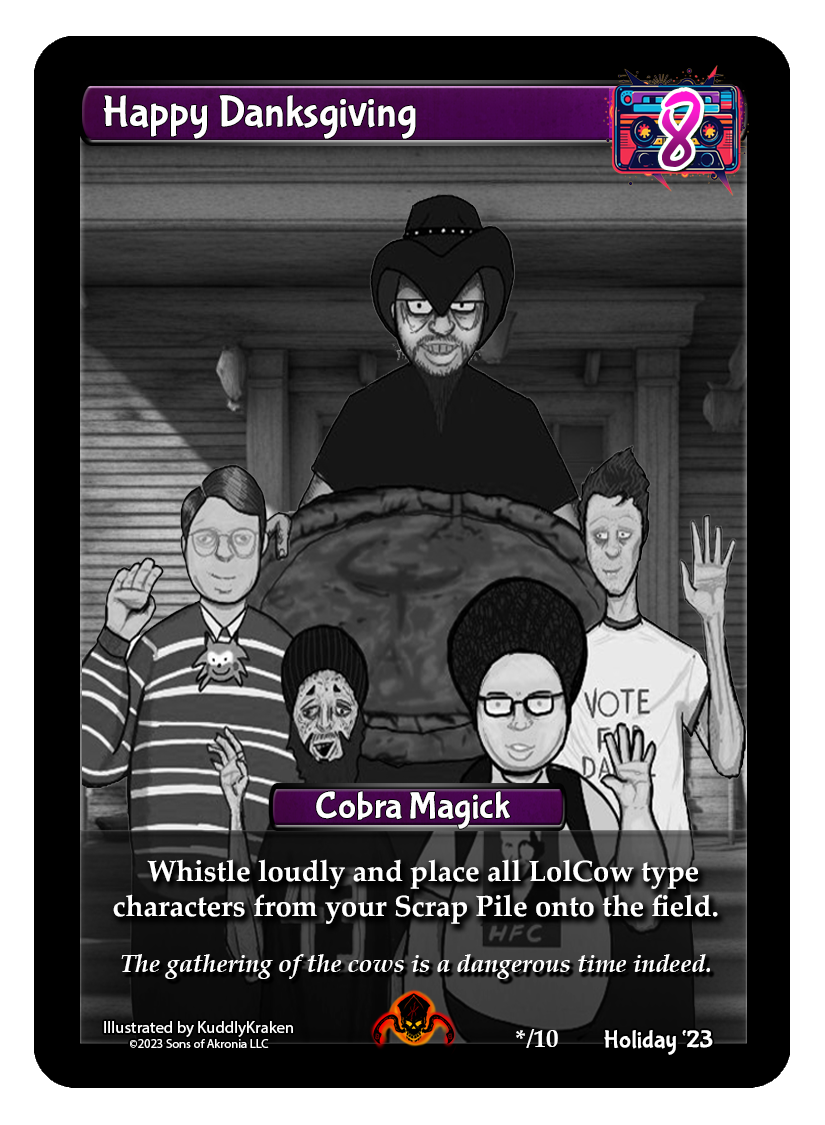 Happy Danksgiving
8
VOTE
Cobra Magick
Whistle loudly and place all LolCow type
characters from your Scrap Pile onto the field.
HFC
The gathering of the cows is a dangerous time indeed.
Illustrated by KuddlyKraken
©2023 Sons of Akronia LLC
*/10
Holiday ‘23